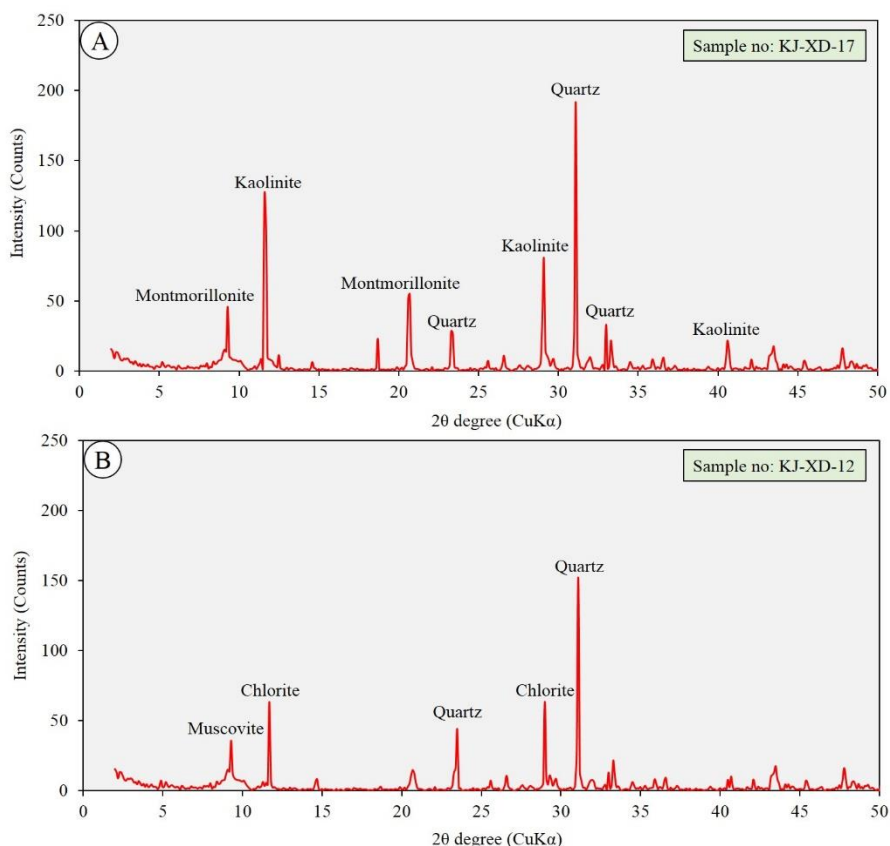 A
Sample no: KJ-XD-17
250
200
150
100
50
0
Intensity (Counts)
Quartz
Kaolinite
Kaolinite
Montmorillonite
Montmorillonite
Quartz
Quartz
Kaolinite
0 5 10 15 20 25 30 35 40 45 50
2θ degree (CuKα)
B
Sample no: KJ-XD-12
250
200
150
100
50
0
Intensity (Counts)
Quartz
Chlorite
Chlorite
Quartz
Muscovite
0 5 10 15 20 25 30 35 40 45 50
2θ degree (CuKα)